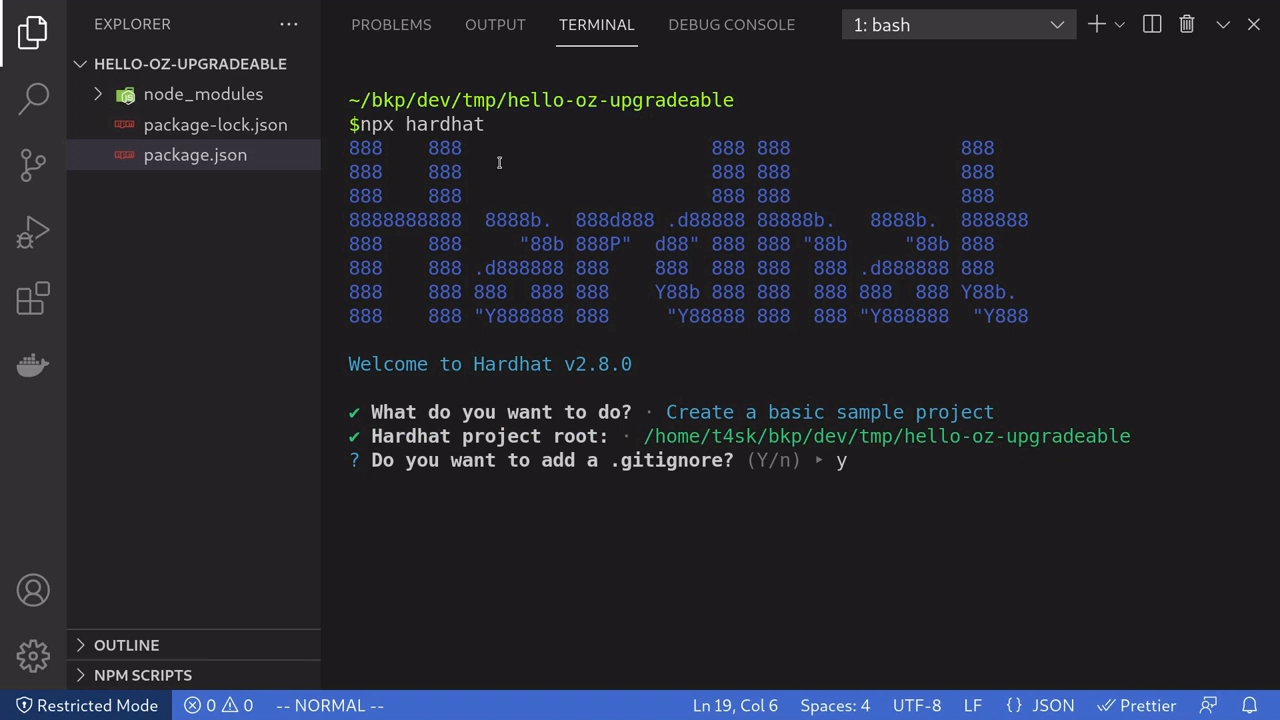 EXPLORER
HELLO-OZ-UPGRADEABLE
node_modules
package-lock.json
package.json
OUTLINE
NPM SCRIPTS
PROBLEMS OUTPUT TERMINAL DEBUG CONSOLE 1: bash
~/bkp/dev/tmp/hello-oz-upgradeable
$npx hardhat
888    888                      888 888               888
888    888                      888 888               888
888    888                      888 888               888
8888888888  8888b.  888d888 .d88888 88888b.   8888b.  888888
888    888     "88b 888P"  d88" 888 888 "88b     "88b 888
888    888 .d888888 888    888  888 888  888 .d888888 888
888    888 888  888 888    Y88b 888 888  888 888  888 Y88b.
888    888 "Y888888 888     "Y88888 888  888 "Y888888  "Y888
Welcome to Hardhat v2.8.0
✔ What do you want to do? · Create a basic sample project
✔ Hardhat project root: · /home/t4sk/bkp/dev/tmp/hello-oz-upgradeable
? Do you want to add a .gitignore? (Y/n) ‣ y
Restricted Mode 0 0 -- NORMAL -- Ln 19, Col 6 Spaces: 4 UTF-8 LF {} JSON Prettier